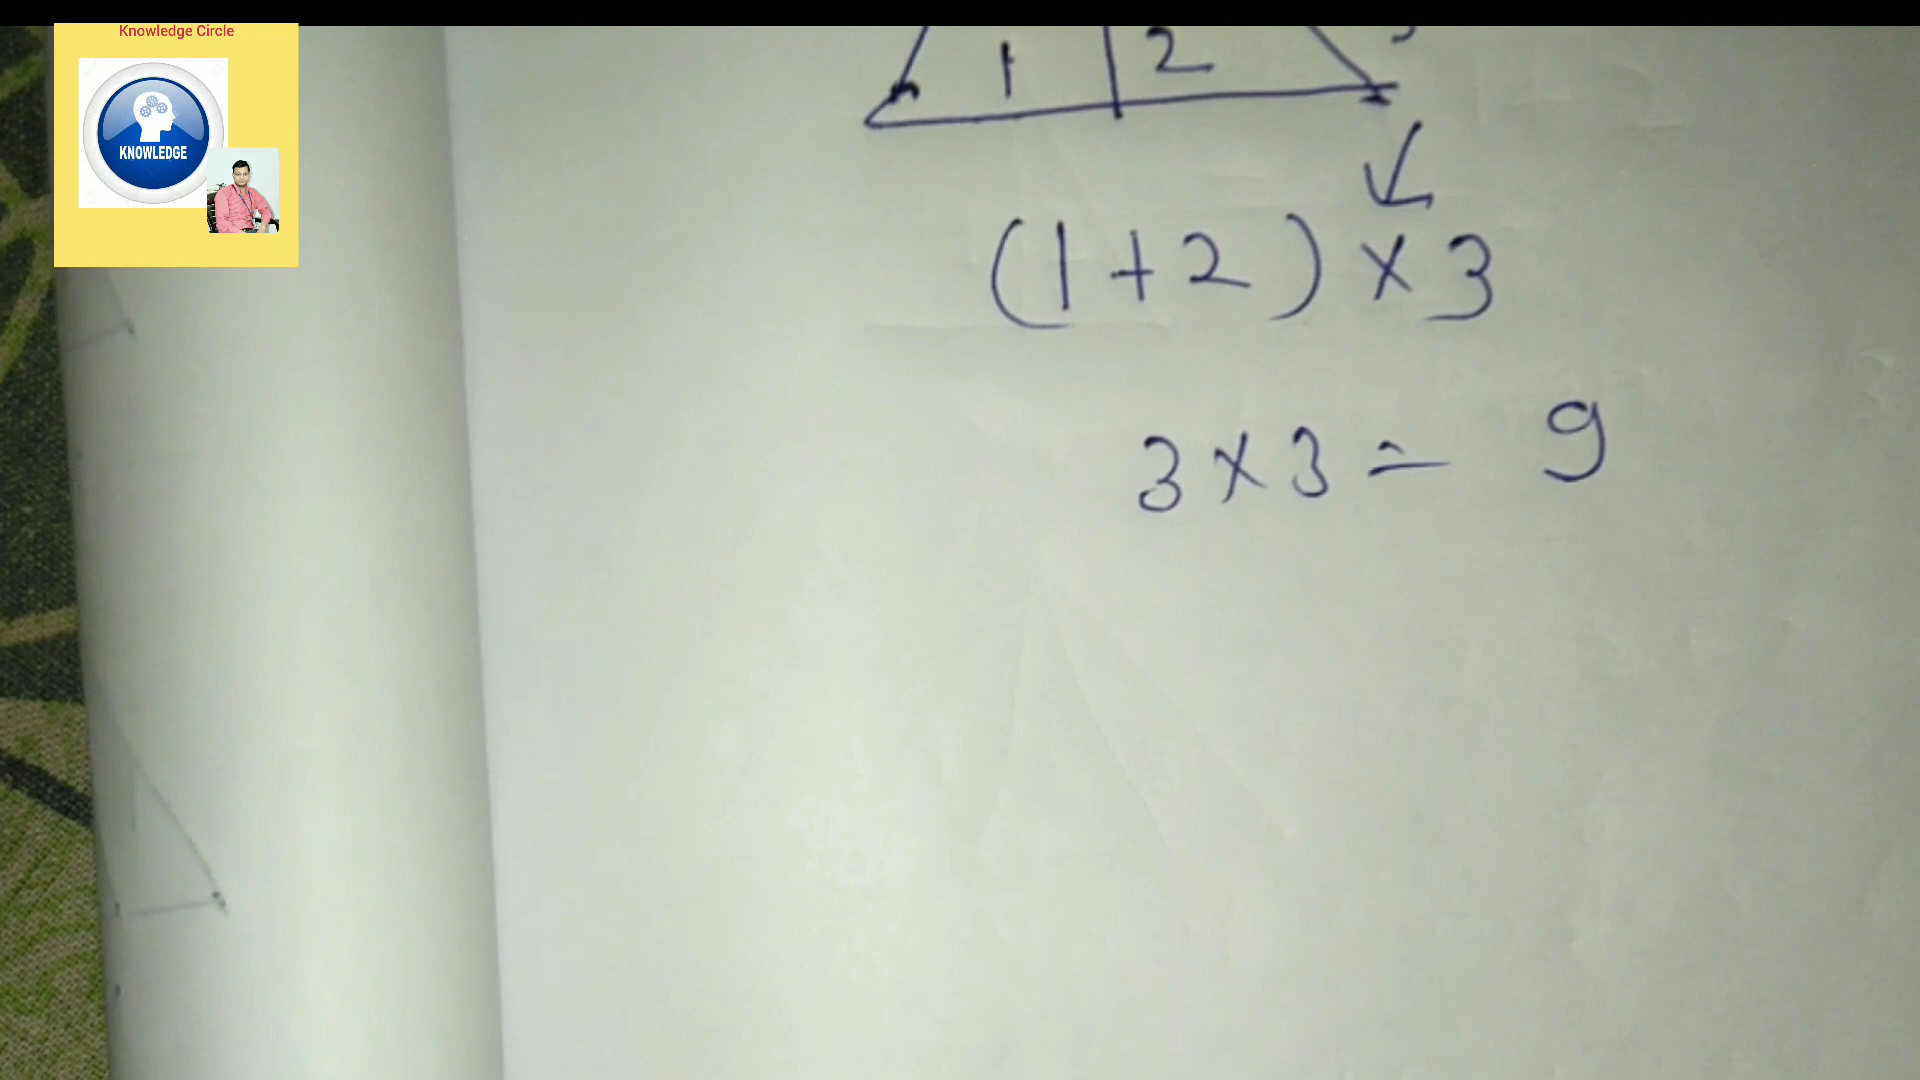 Knowledge Circle
KNOWLEDGE
1 2
(1+2) × 3
3 × 3 = 9